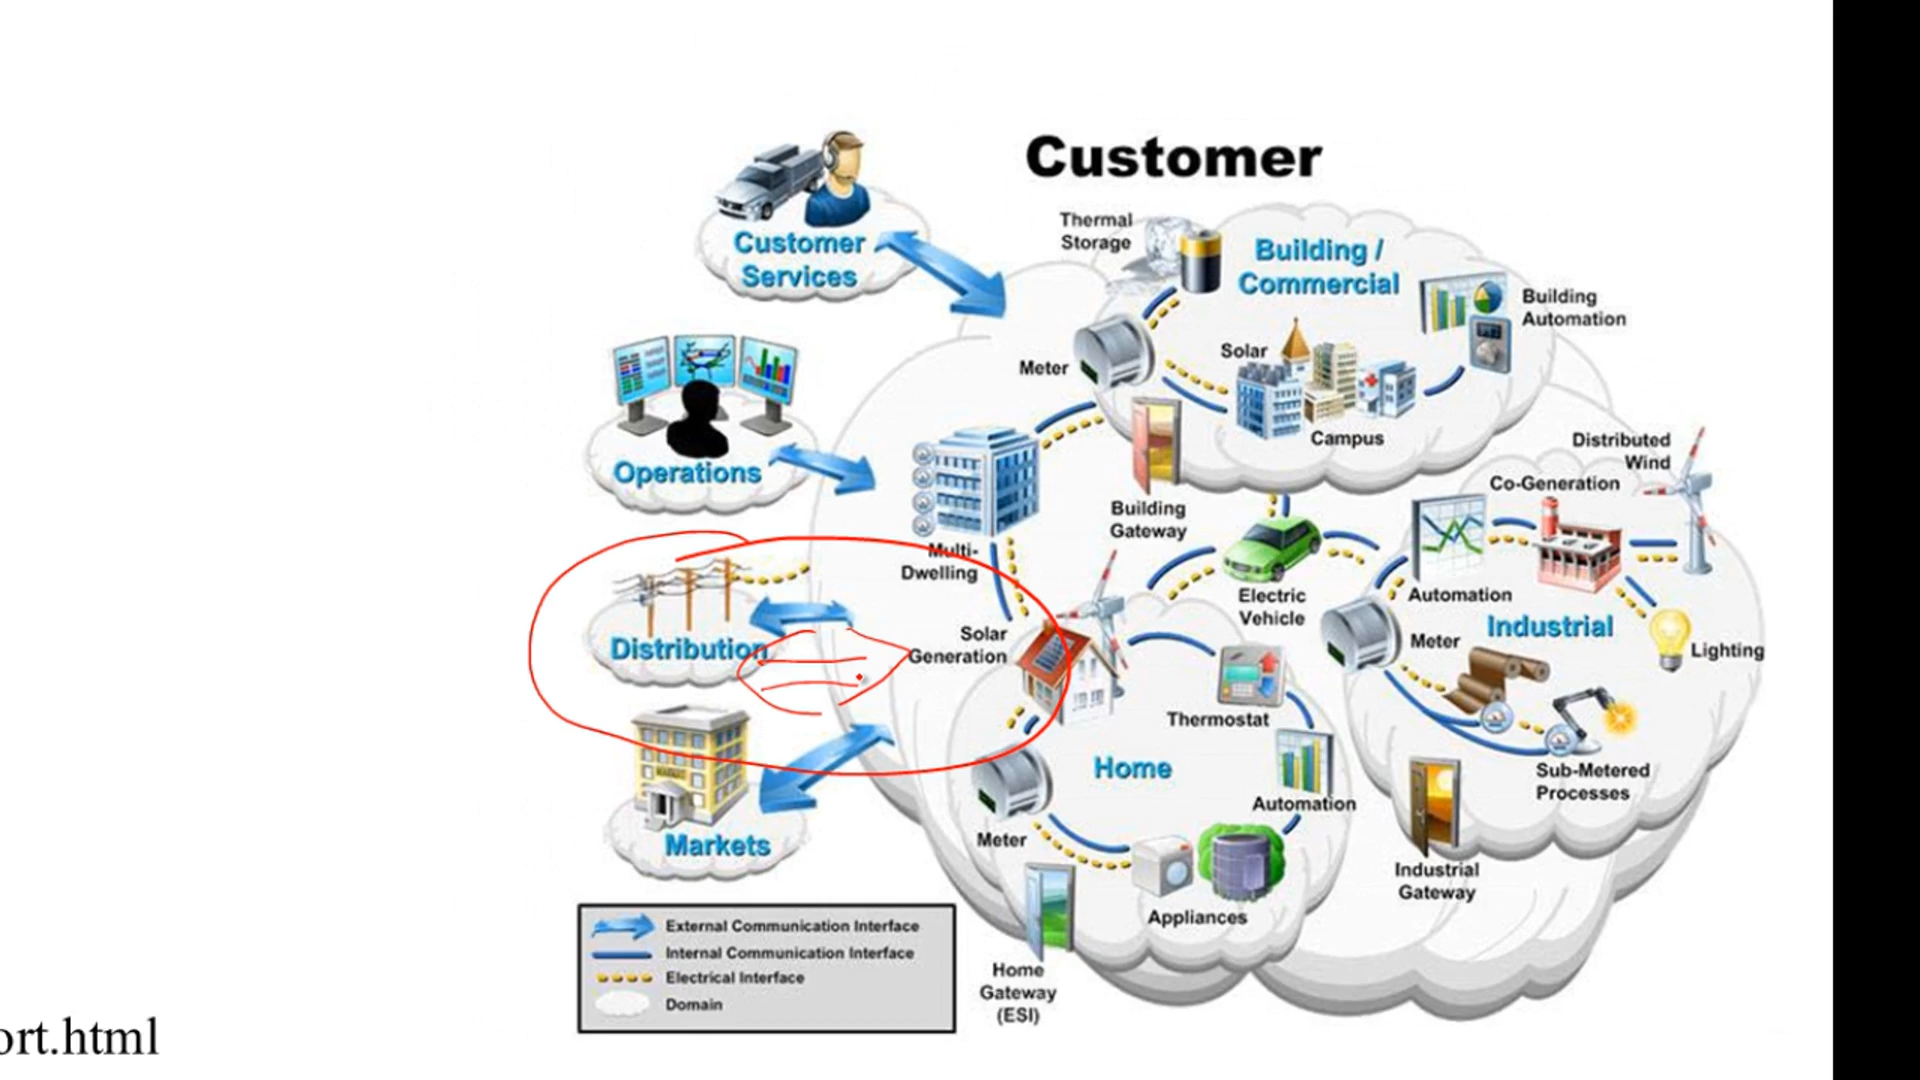 Customer
Customer
Services
Thermal
Storage
Building /
Commercial
Building
Automation
Meter
Solar
Campus
Operations
Building
Gateway
Multi-
Dwelling
Distributed
Wind
Co-Generation
Electric
Vehicle
Automation
Industrial
Meter
Lighting
Distribution
Solar
Generation
Thermostat
Home
Automation
Sub-Metered
Processes
Markets
Meter
Appliances
Industrial
Gateway
Home
Gateway
(ESI)
External Communication Interface
Internal Communication Interface
Electrical Interface
Domain
ort.html